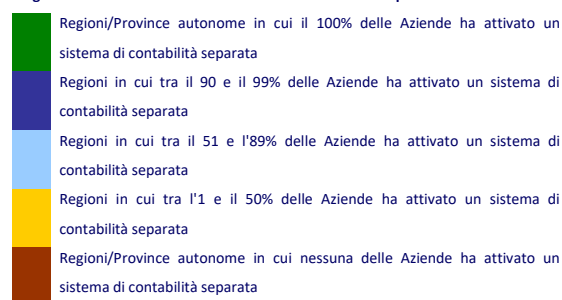 Regioni/Province autonome in cui il 100% delle Aziende ha attivato un
sistema di contabilità separata
Regioni in cui tra il 90 e il 99% delle Aziende ha attivato un sistema di
contabilità separata
Regioni in cui tra il 51 e l'89% delle Aziende ha attivato un sistema di
contabilità separata
Regioni in cui tra l'1 e il 50% delle Aziende ha attivato un sistema di
contabilità separata
Regioni/Province autonome in cui nessuna delle Aziende ha attivato un
sistema di contabilità separata